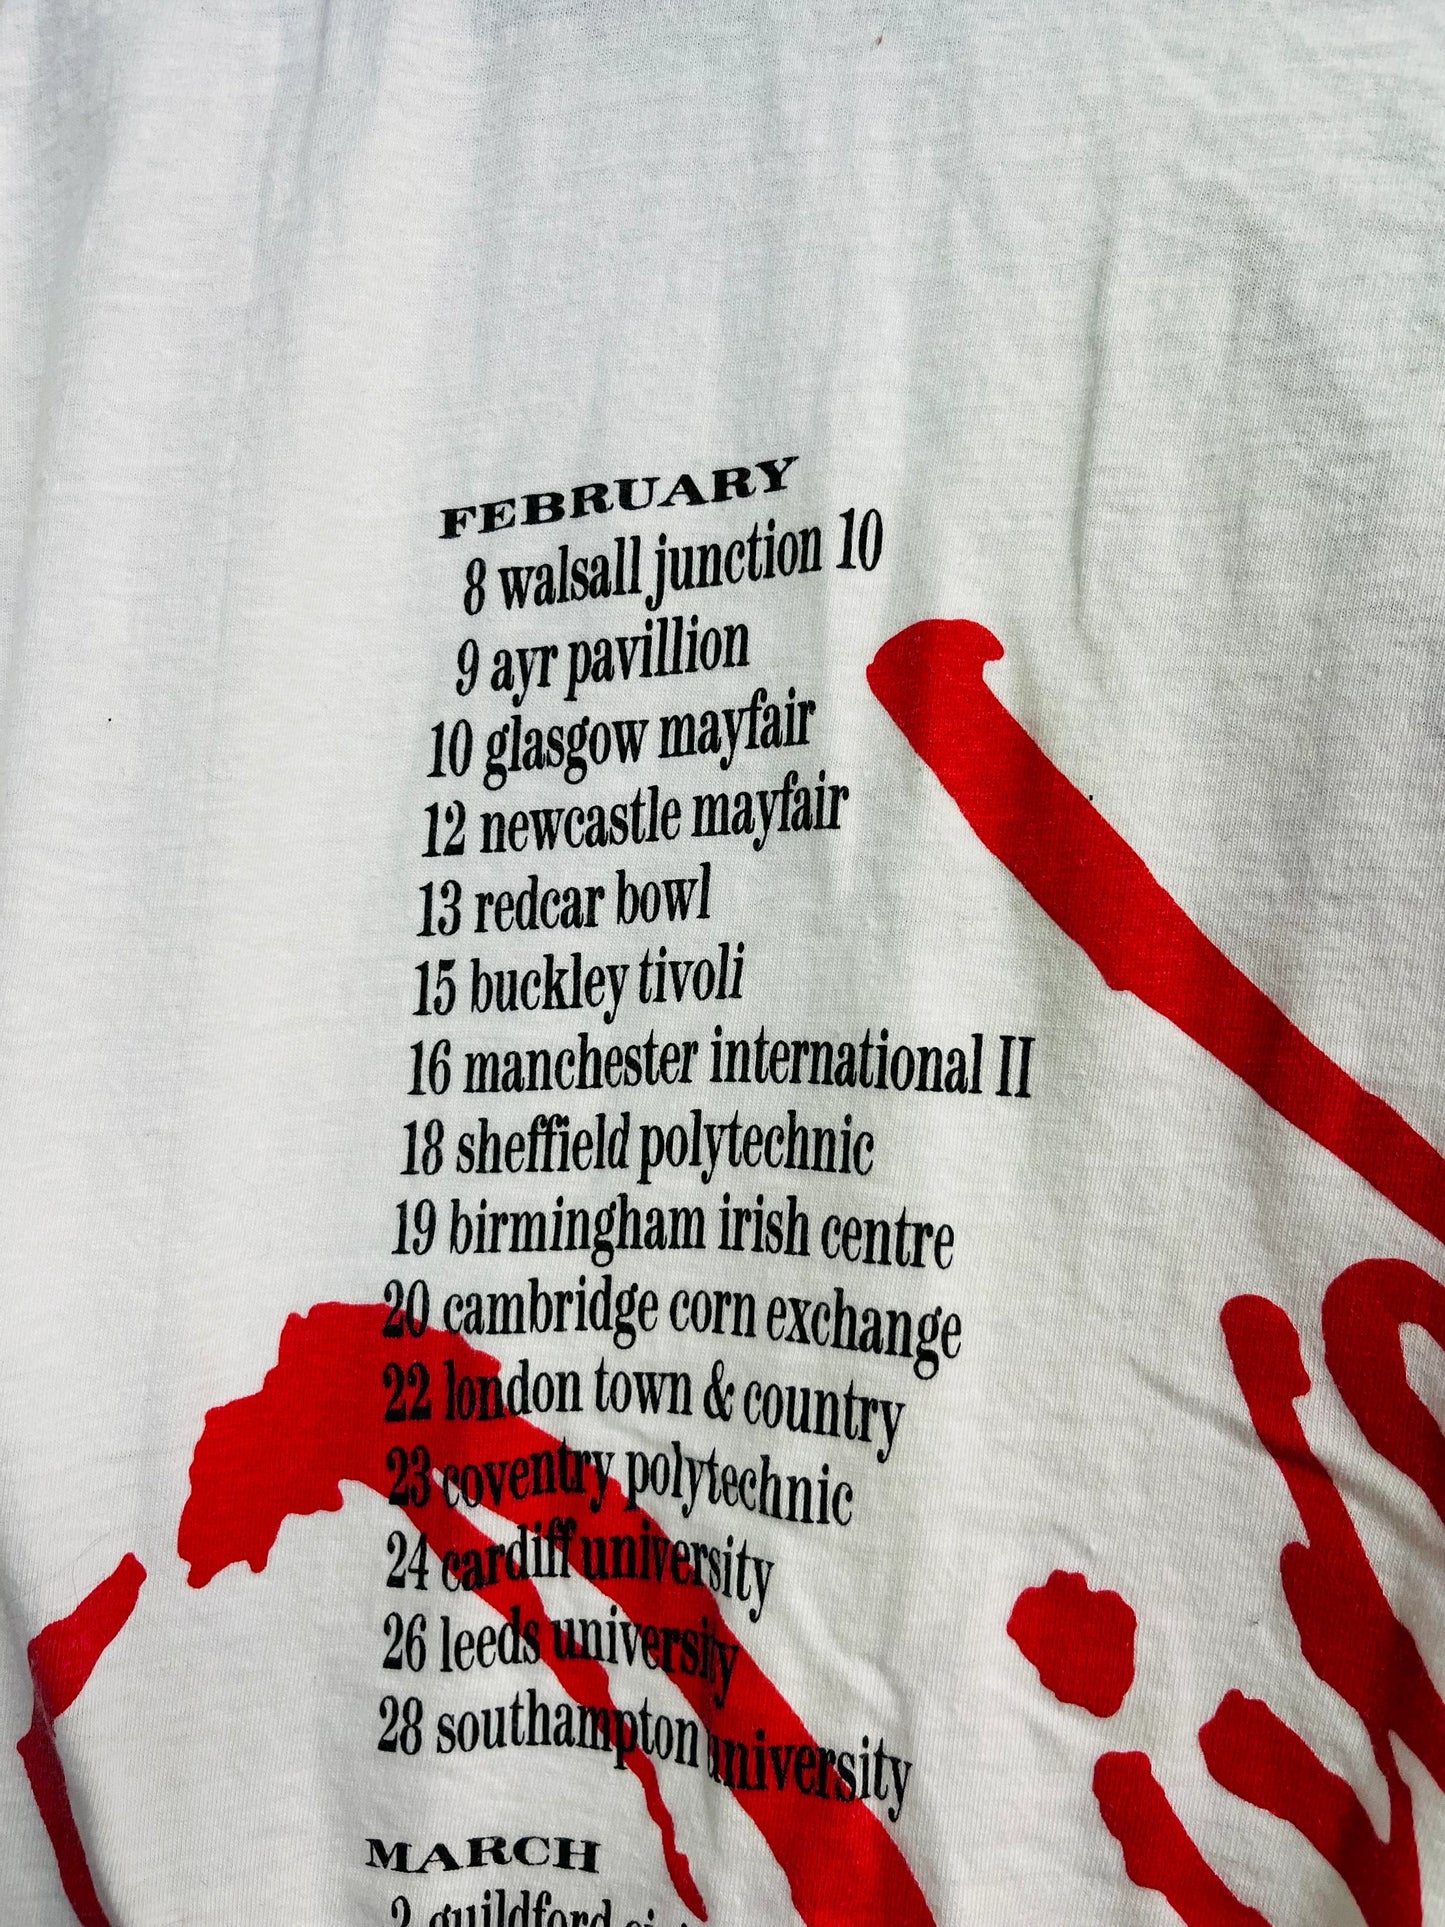 FEBRUARY
8 walsall junction 10
9 ayr pavillion
10 glasgow mayfair
12 newcastle mayfair
13 redcar bowl
15 buckley tivoli
16 manchester international II
18 sheffield polytechnic
19 birmingham irish centre
20 cambridge corn exchange
22 london town & country
23 coventry polytechnic
24 cardiff university
26 leeds university
28 southampton university
MARCH
2 guildford